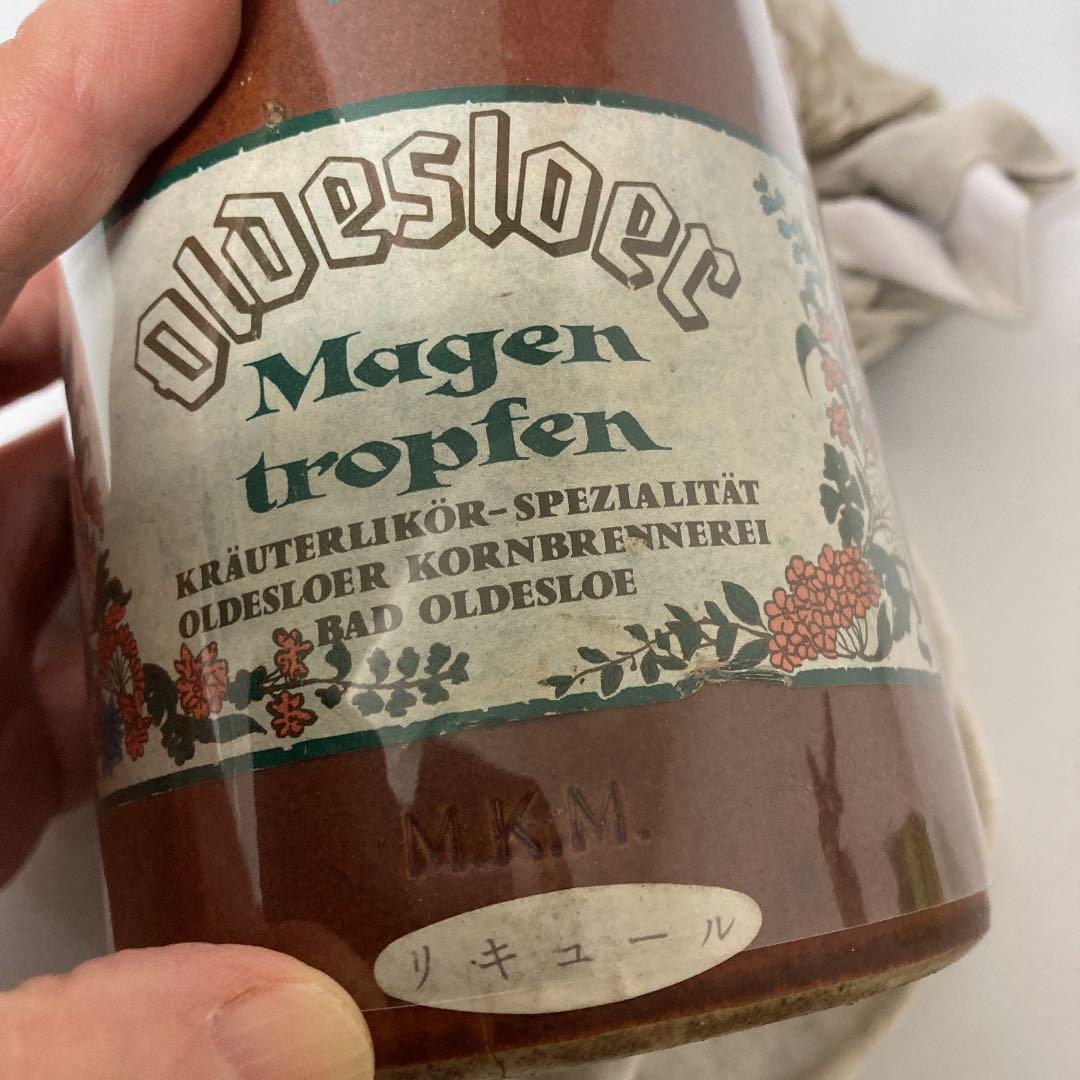 Oldesloer
Magen
tropfen
KRÄUTERLIKÖR-SPEZIALITÄT
OLDESLOER KORNBRENNEREI
BAD OLDESLOE
M.K.M.
リキュール